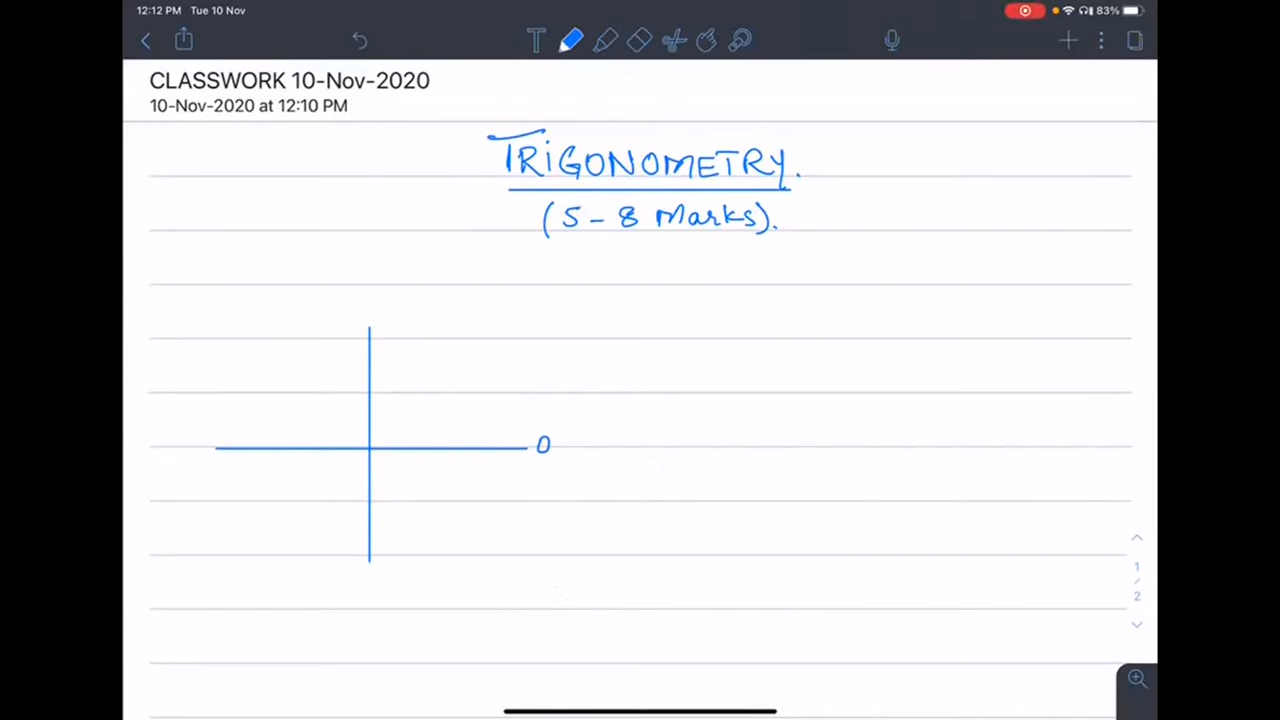 12:12 PM Tue 10 Nov 83%
CLASSWORK 10-Nov-2020
10-Nov-2020 at 12:10 PM
TRiGONOMETRY.
(5 - 8 Marks).
0
1
/
2